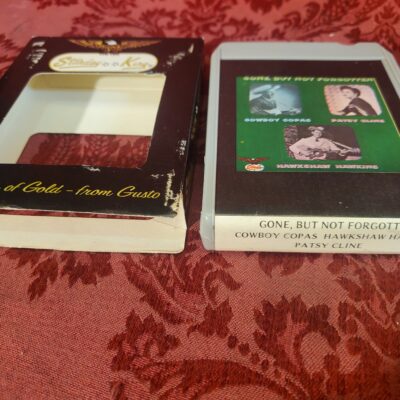 Starday King
of Gold - from Gusto
GONE, BUT NOT FORGOTTEN
COWBOY COPAS
PATSY CLINE
HAWKSHAW HAWKINS
GONE, BUT NOT FORGOTT
COWBOY COPAS HAWKSHAW HA
PATSY CLINE